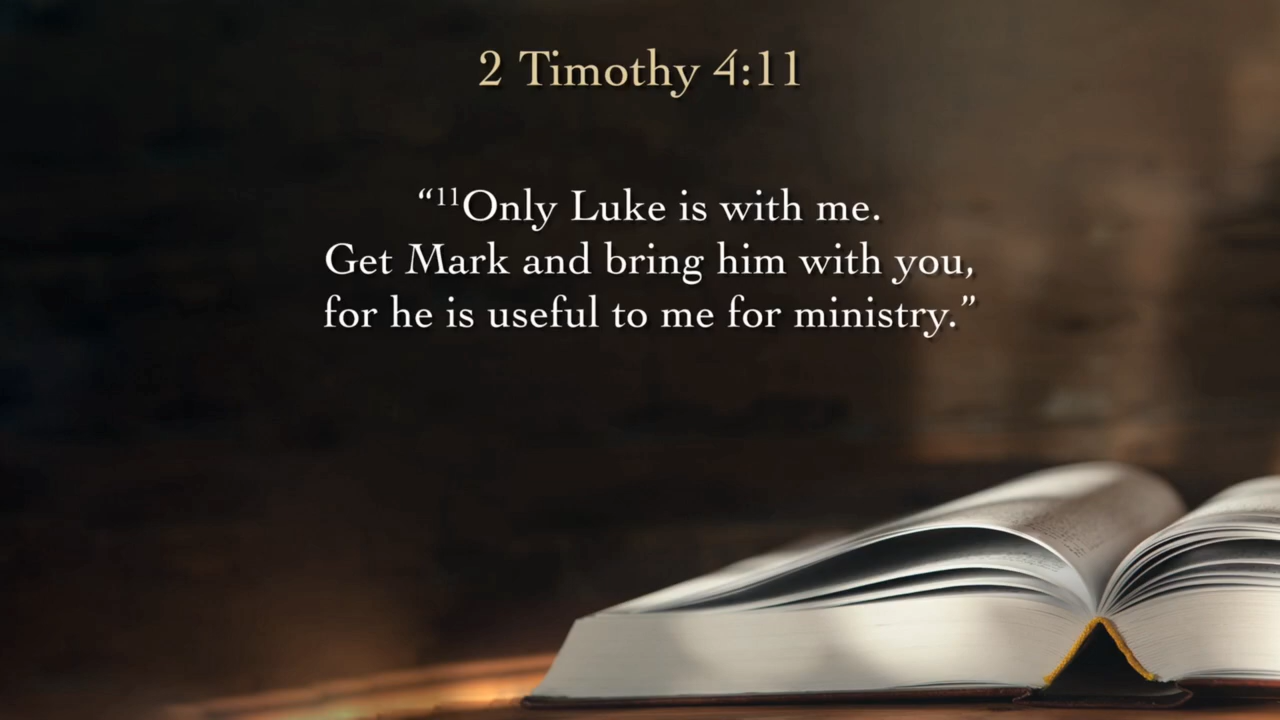 2 Timothy 4:11
“¹¹Only Luke is with me.
Get Mark and bring him with you,
for he is useful to me for ministry.”